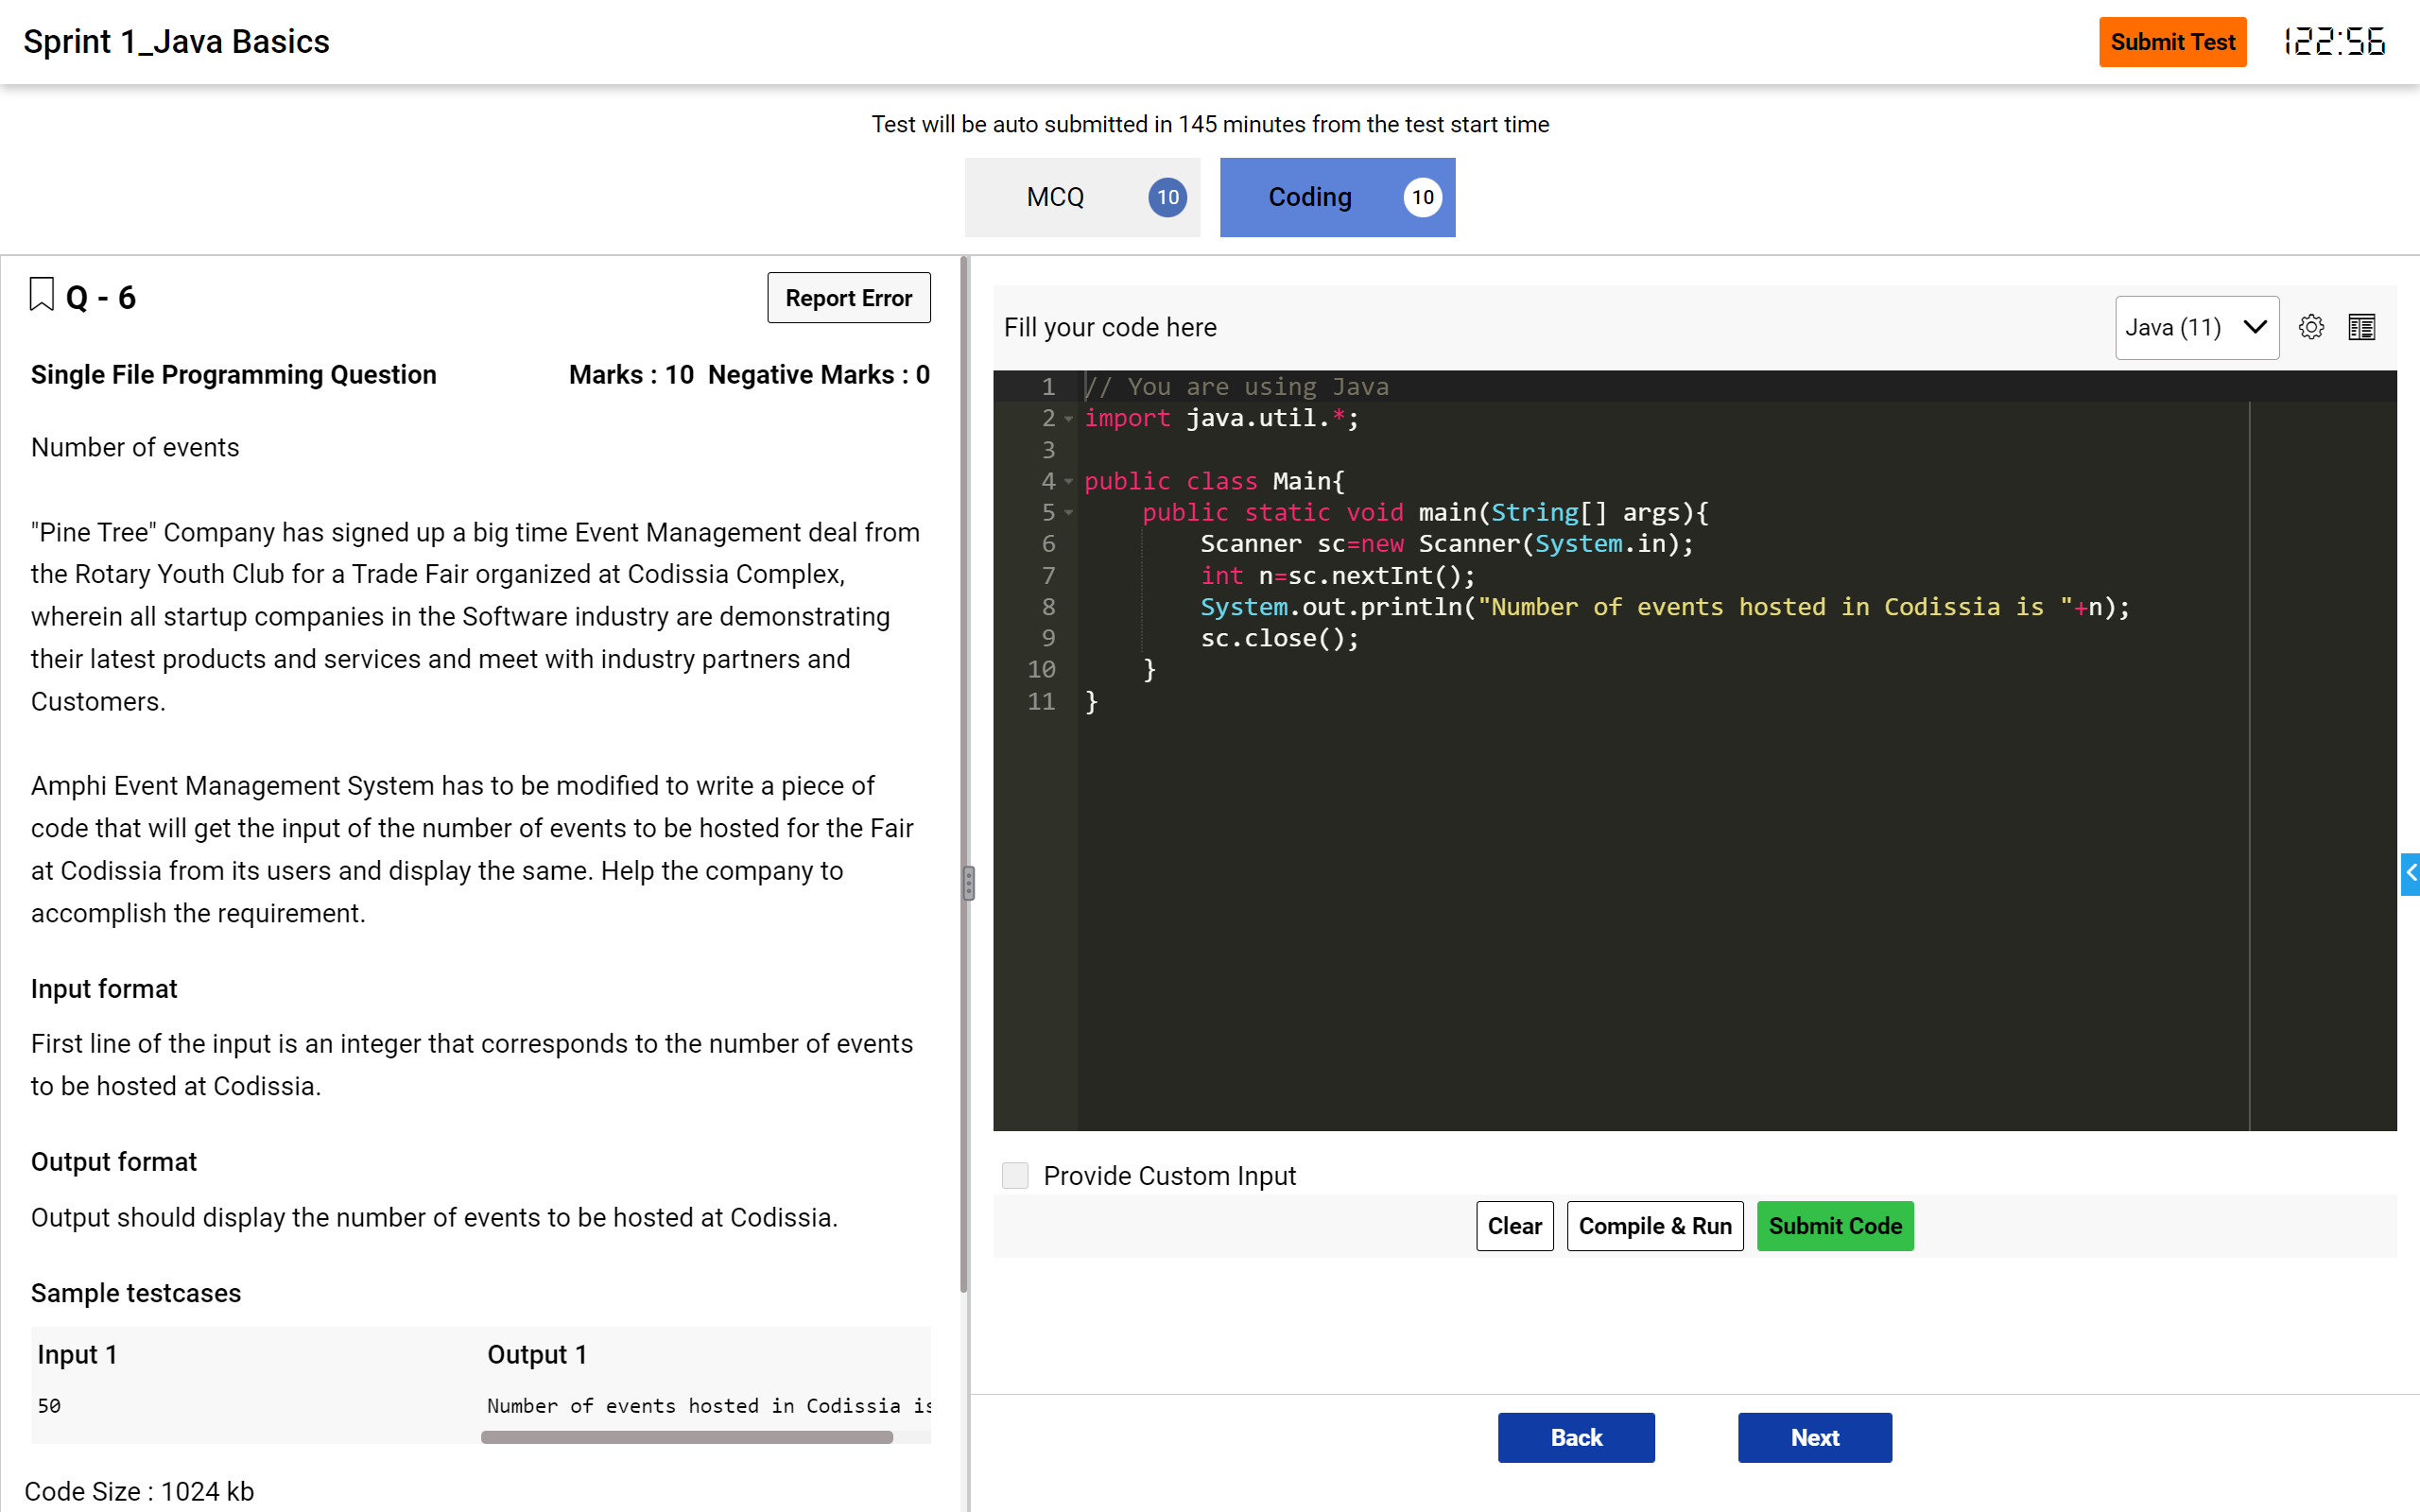 Sprint 1_Java Basics
Submit Test
122:56
Test will be auto submitted in 145 minutes from the test start time
MCQ 10
Coding 10
Q - 6
Report Error
Single File Programming Question
Marks : 10 Negative Marks : 0
Number of events
"Pine Tree" Company has signed up a big time Event Management deal from
the Rotary Youth Club for a Trade Fair organized at Codissia Complex,
wherein all startup companies in the Software industry are demonstrating
their latest products and services and meet with industry partners and
Customers.
Amphi Event Management System has to be modified to write a piece of
code that will get the input of the number of events to be hosted for the Fair
at Codissia from its users and display the same. Help the company to
accomplish the requirement.
Input format
First line of the input is an integer that corresponds to the number of events
to be hosted at Codissia.
Output format
Output should display the number of events to be hosted at Codissia.
Sample testcases
Input 1
Output 1
50
Number of events hosted in Codissia is
Code Size : 1024 kb
Fill your code here
Java (11)
1 // You are using Java
2 import java.util.*;
3
4 public class Main{
5 public static void main(String[] args){
6 Scanner sc=new Scanner(System.in);
7 int n=sc.nextInt();
8 System.out.println("Number of events hosted in Codissia is "+n);
9 sc.close();
10 }
11 }
Provide Custom Input
Clear
Compile & Run
Submit Code
Back
Next